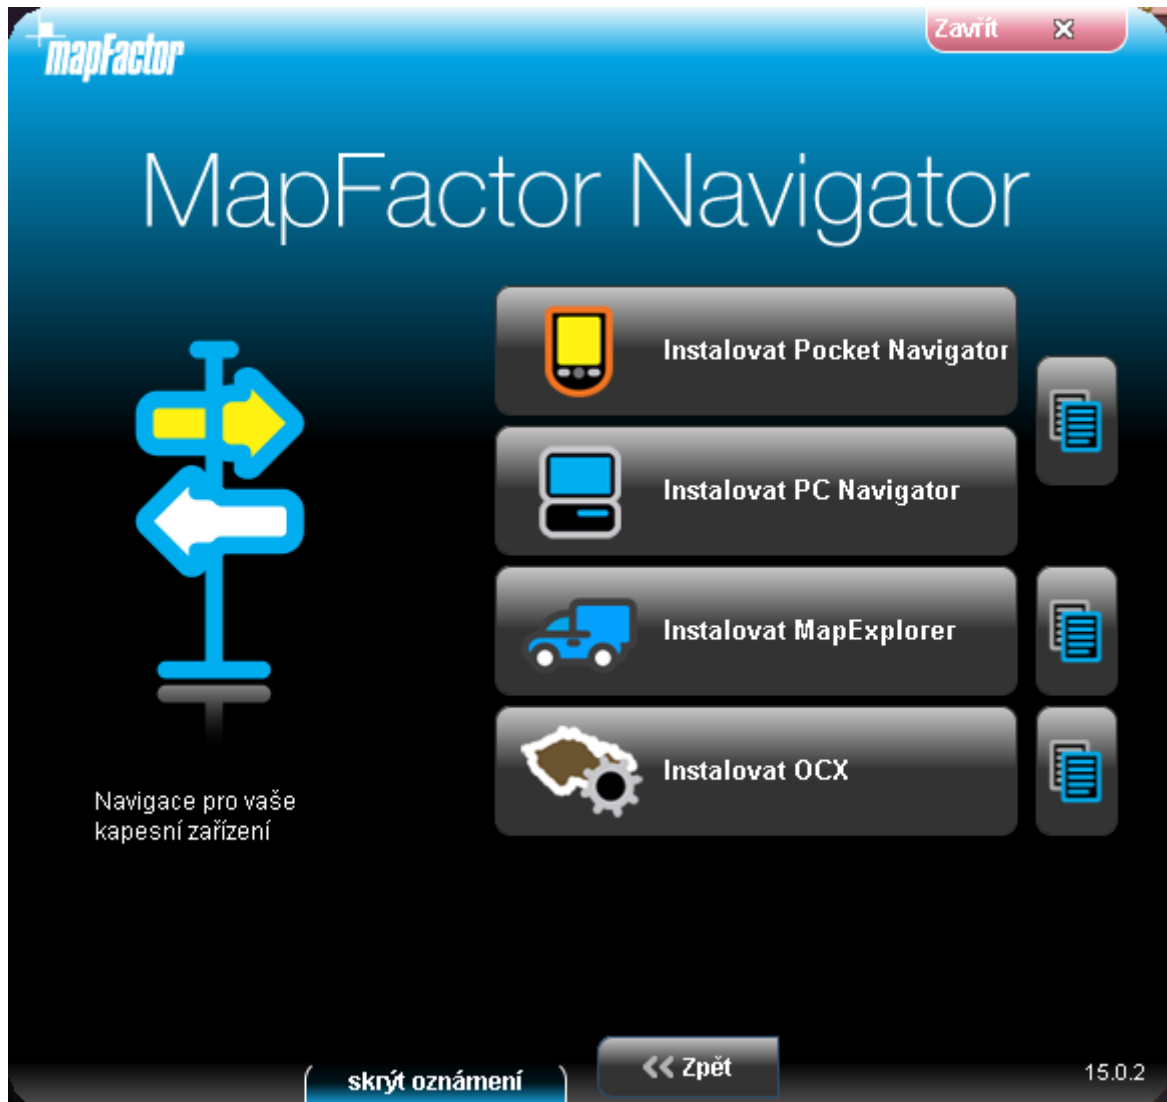 mapFactor
Zavřít
MapFactor Navigator
Instalovat Pocket Navigator
Instalovat PC Navigator
Instalovat MapExplorer
Instalovat OCX
Navigace pro vaše
kapesní zařízení
skrýt oznámení
Zpět
15.0.2